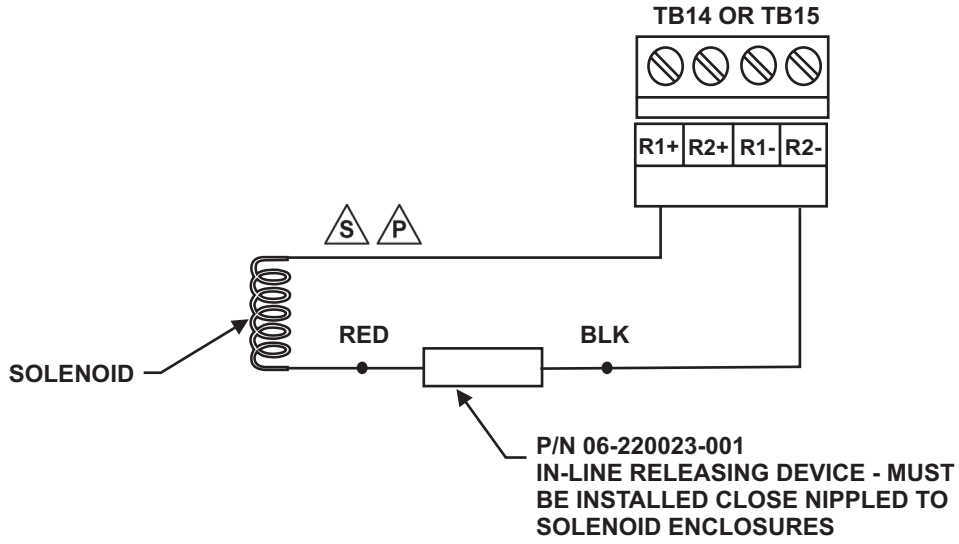 TB14 OR TB15
R1+ R2+ R1- R2-
S P
RED BLK
SOLENOID
P/N 06-220023-001
IN-LINE RELEASING DEVICE - MUST
BE INSTALLED CLOSE NIPPLED TO
SOLENOID ENCLOSURES